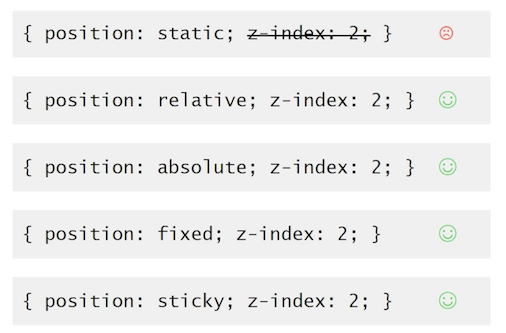 { position: static; z-index: 2; }
{ position: relative; z-index: 2; }
{ position: absolute; z-index: 2; }
{ position: fixed; z-index: 2; }
{ position: sticky; z-index: 2; }